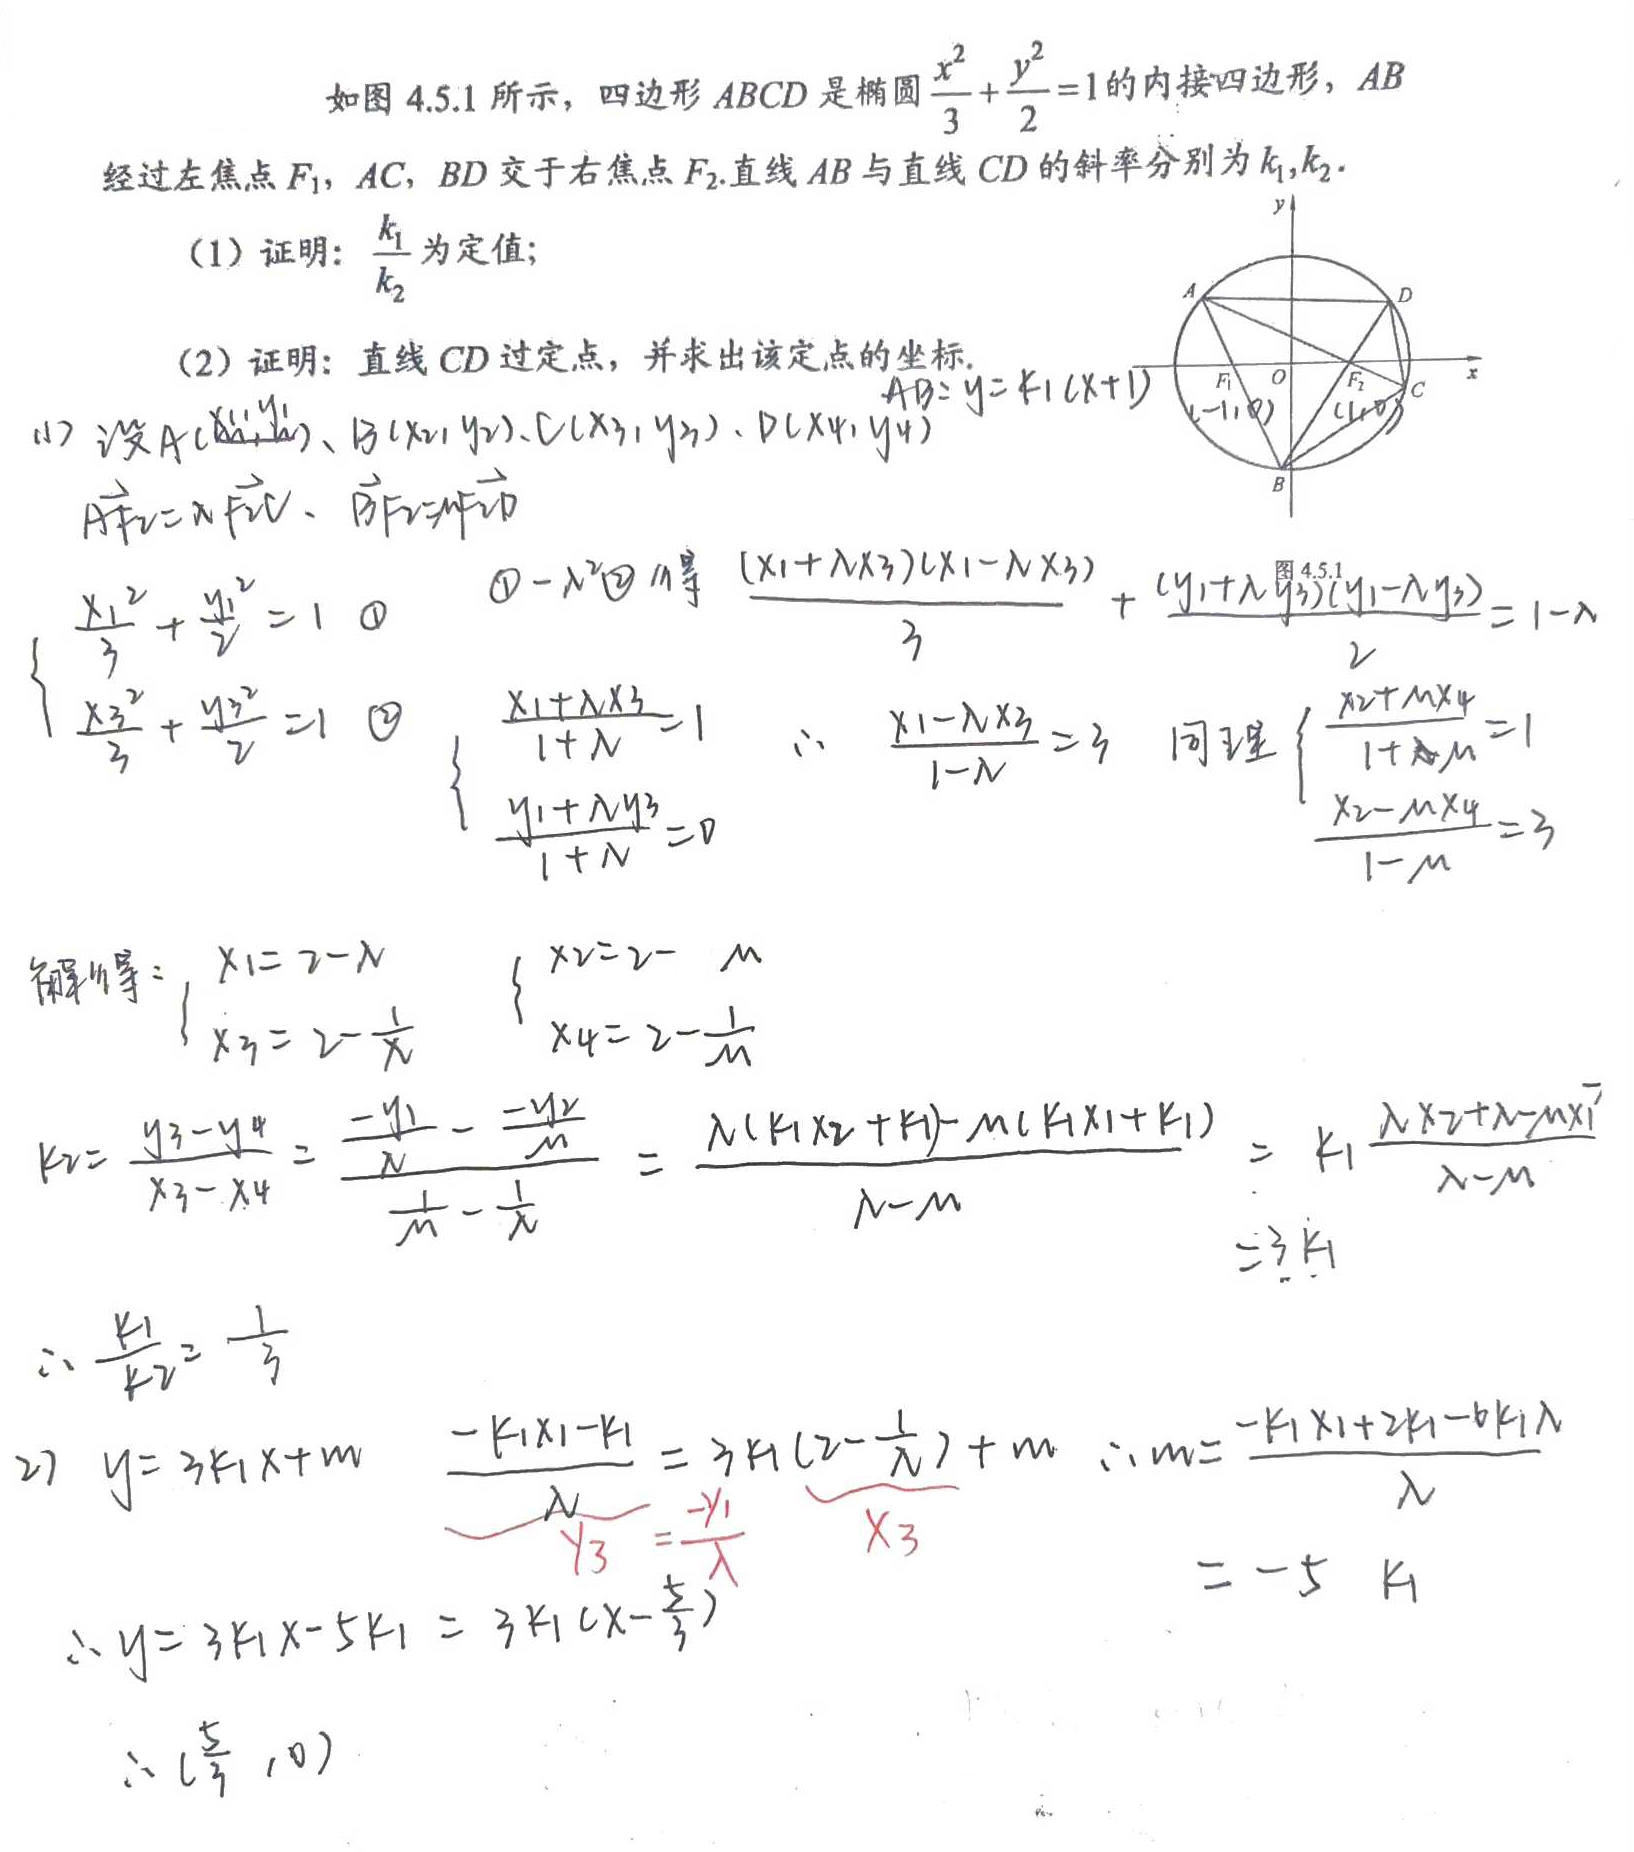 如图 4.5.1 所示，四边形 ABCD 是椭圆 x²/3 + y²/2 = 1 的内接四边形，AB
经过左焦点 F₁，AC，BD 交于右焦点 F₂.直线 AB 与直线 CD 的斜率分别为 k₁,k₂.
（1）证明：k₁/k₂ 为定值；
（2）证明：直线 CD 过定点，并求出该定点的坐标.
y
A
D
F₁
O
F₂
C
x
(-1,0)
(1,0)
B
图 4.5.1
AB: y=k₁(x+1)
(1) 设A(x₁,y₁)、B(x₂,y₂)、C(x₃,y₃)、D(x₄,y₄)
AF₂→=λF₂C→、BF₂→=μF₂D→
x₁²/3 + y₁²/2 = 1 ①
x₃²/3 + y₃²/2 = 1 ②
①-λ²②得 (x₁+λx₃)(x₁-λx₃)/3 + (y₁+λy₃)(y₁-λy₃)/2 = 1-λ
{ (x₁+λx₃)/(1+λ) = 1
(y₁+λy₃)/(1+λ) = 0
∴ (x₁-λx₃)/(1-λ) = 3
同理 { (x₂+μx₄)/(1+μ) = 1
(x₂-μx₄)/(1-μ) = 3
解得: { x₁=2-λ
x₃=2-1/λ
{ x₂=2- μ
x₄=2-1/μ
k₂= (y₃-y₄)/(x₃-x₄) = (-y₁/λ - -y₂/μ)/(1/μ - 1/λ) = (λ(k₁x₂+k₁)-μ(k₁x₁+k₁))/(λ-μ) = k₁ (λx₂+λ-μx₁-)/(λ-μ)
=3k₁
∴ k₁/k₂ = 1/3
2) y=3k₁x+m (-k₁x₁-k₁)/λ = 3k₁(2-1/λ)+m ∴m= (-k₁x₁+2k₁-6k₁λ)/λ
y₃ = -y₁/λ x₃
= -5 k₁
∴y=3k₁x-5k₁ = 3k₁(x-5/3)
∴(5/3 ,0)